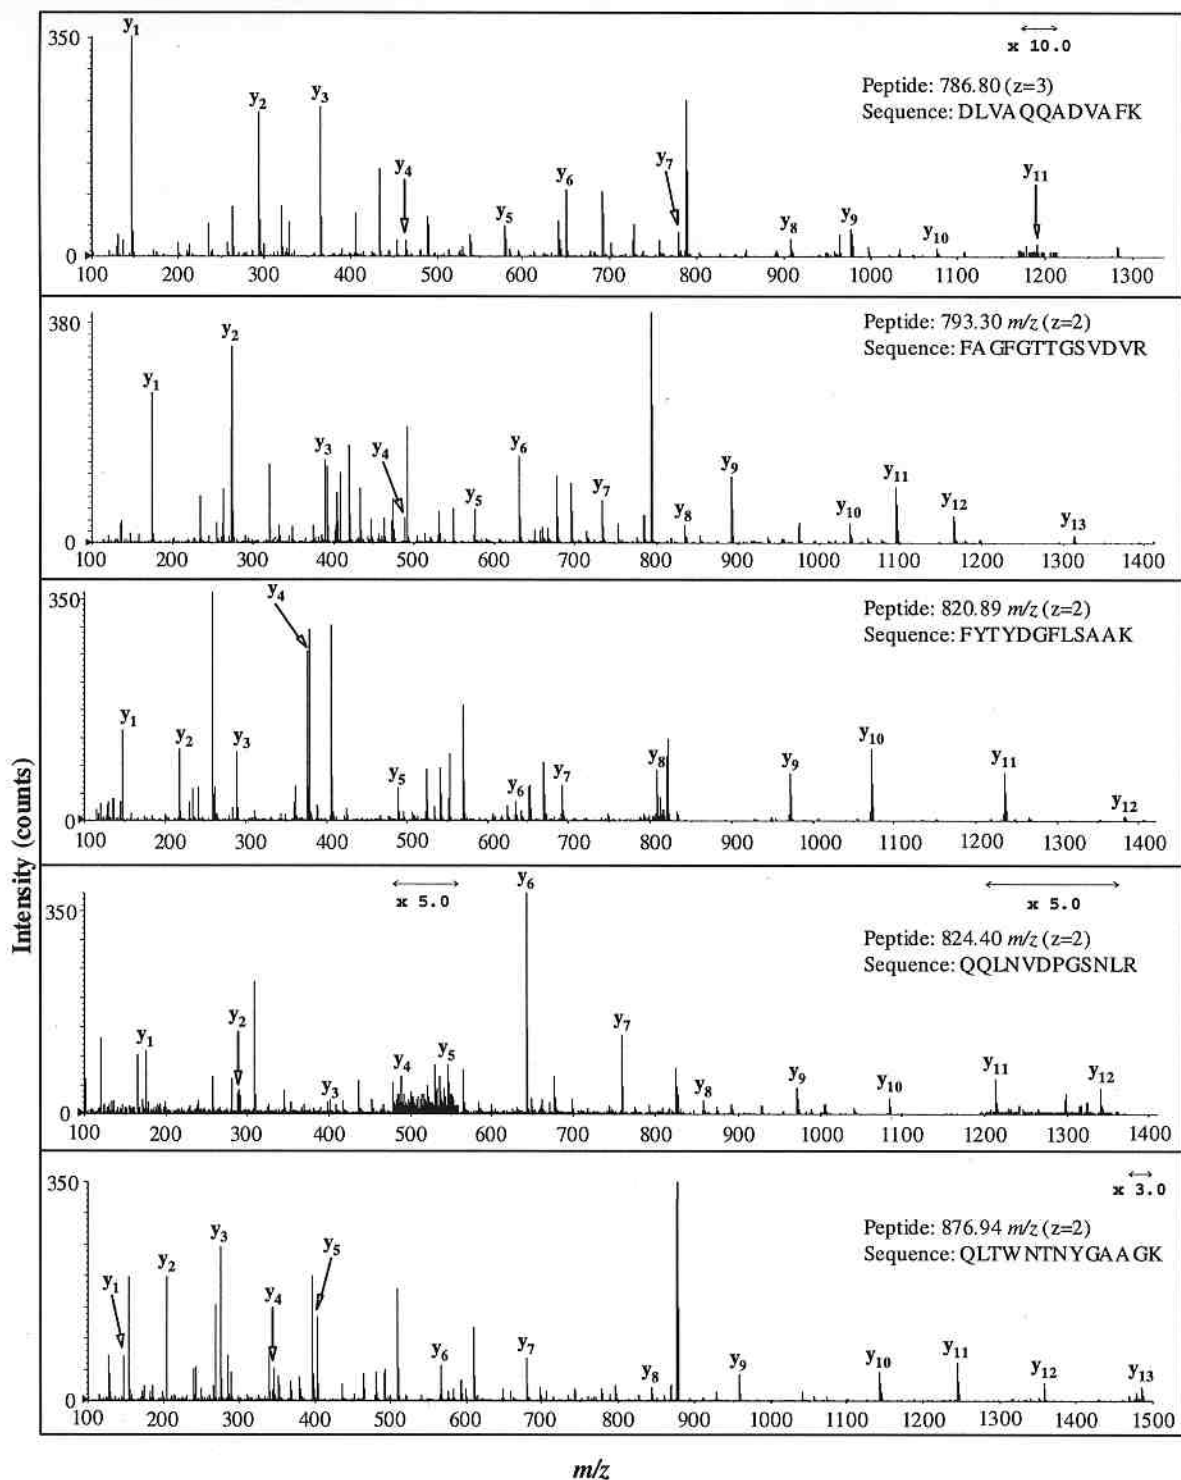 350
y1
y2
y3
y4
y5
y6
y7
y8
y9
y10
y11
x 10.0
Peptide: 786.80 (z=3)
Sequence: DLVAQQADVAFK
0
100 200 300 400 500 600 700 800 900 1000 1100 1200 1300
380
y1
y2
y3
y4
y5
y6
y7
y8
y9
y10
y11
y12
y13
Peptide: 793.30 m/z (z=2)
Sequence: FAGFGTTGSVDVR
0
100 200 300 400 500 600 700 800 900 1000 1100 1200 1300 1400
350
y1
y2
y3
y4
y5
y6
y7
y8
y9
y10
y11
y12
Peptide: 820.89 m/z (z=2)
Sequence: FYTYDGFLSAAK
0
100 200 300 400 500 600 700 800 900 1000 1100 1200 1300 1400
350
x 5.0
y1
y2
y3
y4
y5
y6
y7
y8
y9
y10
y11
y12
x 5.0
Peptide: 824.40 m/z (z=2)
Sequence: QQLNVDPGSNLR
0
100 200 300 400 500 600 700 800 900 1000 1100 1200 1300 1400
350
y1
y2
y3
y4
y5
y6
y7
y8
y9
y10
y11
y12
y13
x 3.0
Peptide: 876.94 m/z (z=2)
Sequence: QLTWNTNYGAAGK
0
100 200 300 400 500 600 700 800 900 1000 1100 1200 1300 1400 1500
Intensity (counts)
m/z